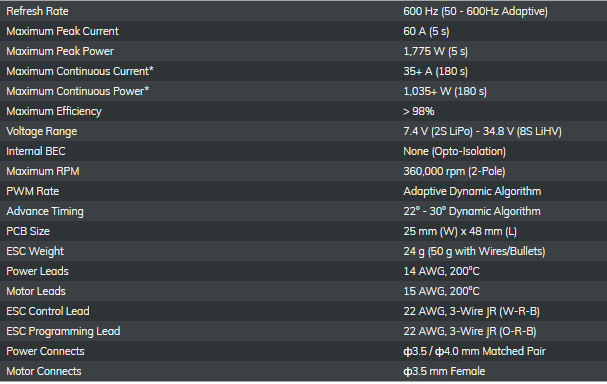 Refresh Rate 600 Hz (50 - 600Hz Adaptive)
Maximum Peak Current 60 A (5 s)
Maximum Peak Power 1,775 W (5 s)
Maximum Continuous Current* 35+ A (180 s)
Maximum Continuous Power* 1,035+ W (180 s)
Maximum Efficiency > 98%
Voltage Range 7.4 V (2S LiPo) - 34.8 V (8S LiHV)
Internal BEC None (Opto-Isolation)
Maximum RPM 360,000 rpm (2-Pole)
PWM Rate Adaptive Dynamic Algorithm
Advance Timing 22° - 30° Dynamic Algorithm
PCB Size 25 mm (W) x 48 mm (L)
ESC Weight 24 g (50 g with Wires/Bullets)
Power Leads 14 AWG, 200°C
Motor Leads 15 AWG, 200°C
ESC Control Lead 22 AWG, 3-Wire JR (W-R-B)
ESC Programming Lead 22 AWG, 3-Wire JR (O-R-B)
Power Connects ф3.5 / ф4.0 mm Matched Pair
Motor Connects ф3.5 mm Female